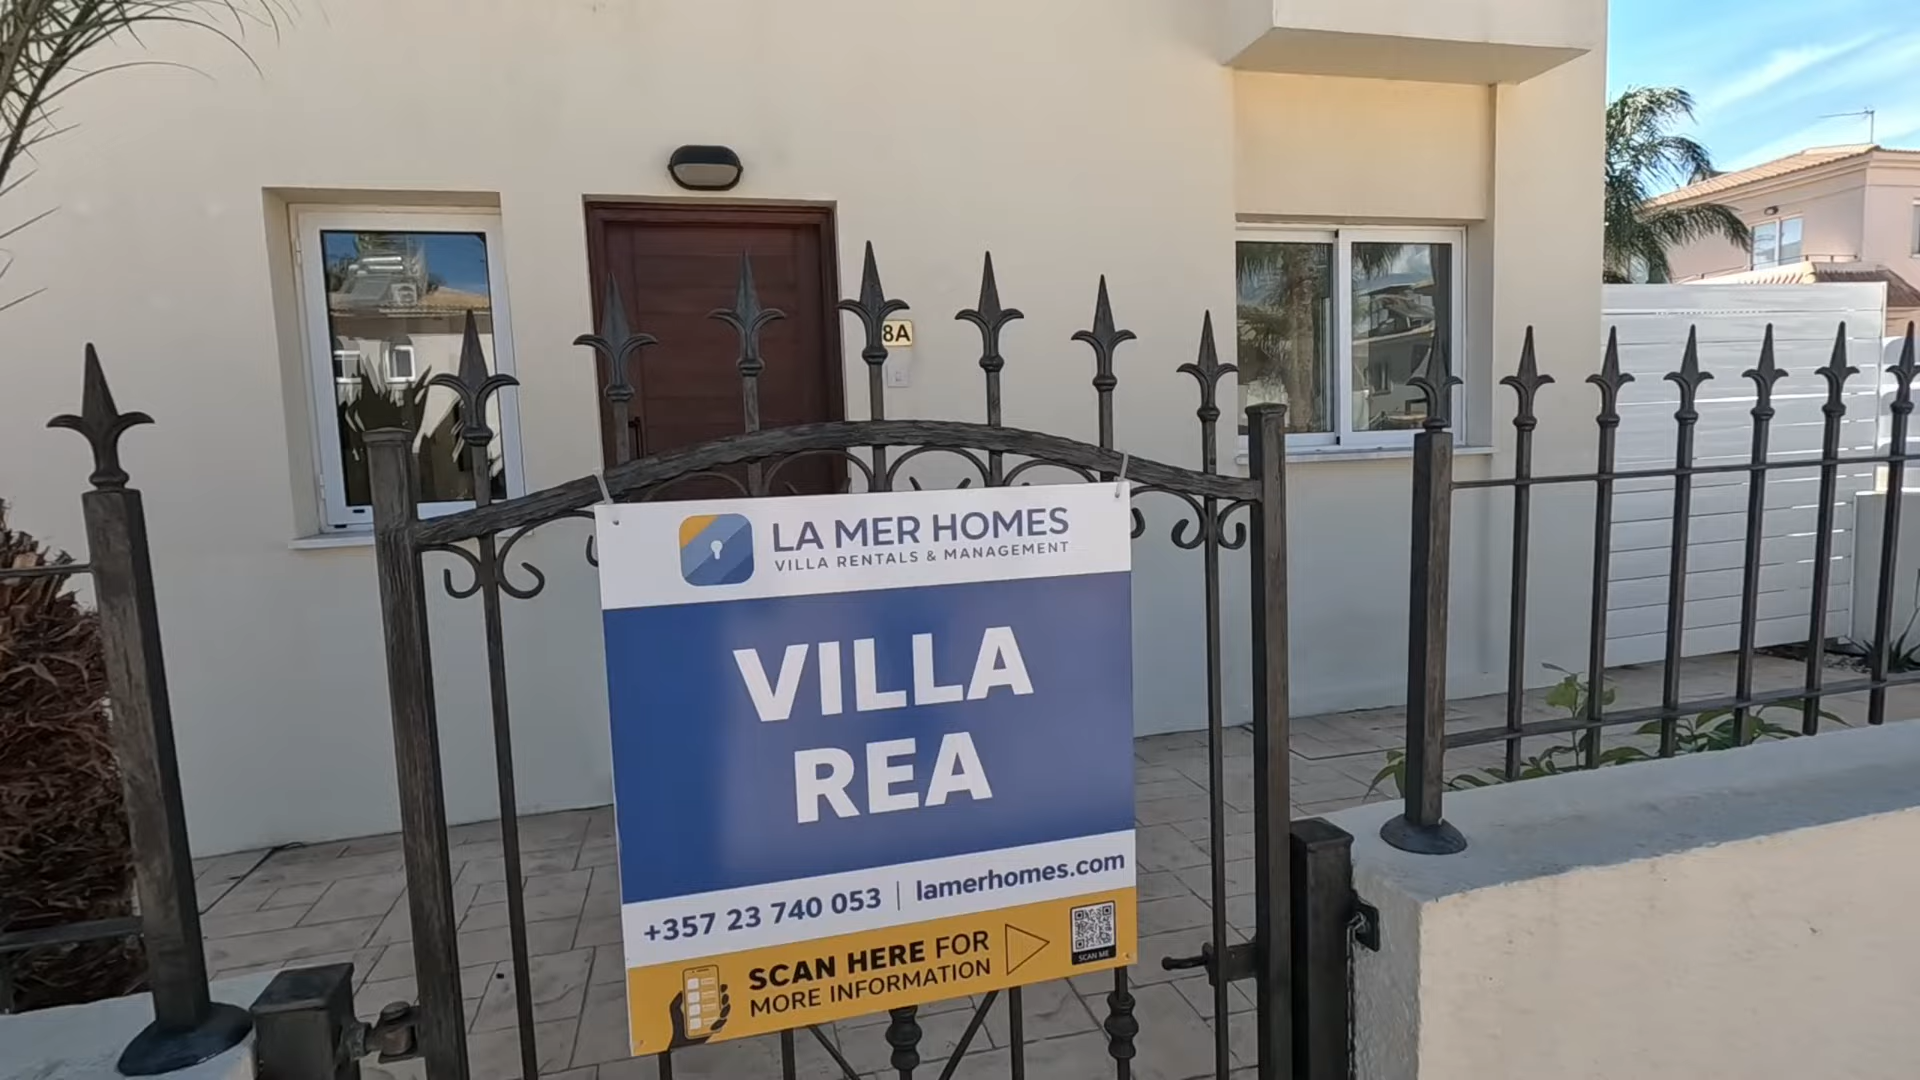 8A
LA MER HOMES
VILLA RENTALS & MANAGEMENT
VILLA
REA
+357 23 740 053 | lamerhomes.com
SCAN HERE FOR
MORE INFORMATION
SCAN ME